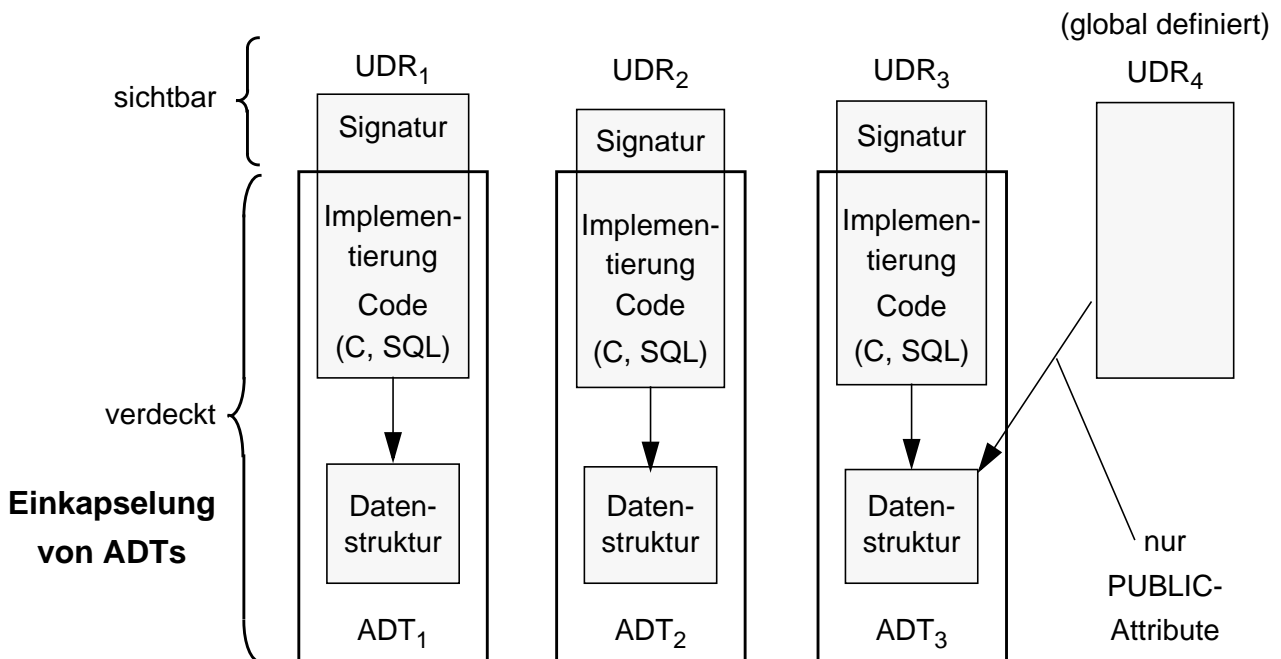 (global definiert)
UDR1
UDR2
UDR3
UDR4
sichtbar
Signatur
Signatur
Signatur
Implemen-
tierung
Code
(C, SQL)
Implemen-
tierung
Code
(C, SQL)
Implemen-
tierung
Code
(C, SQL)
verdeckt
Einkapselung
von ADTs
Daten-
struktur
Daten-
struktur
Daten-
struktur
nur
PUBLIC-
Attribute
ADT1
ADT2
ADT3